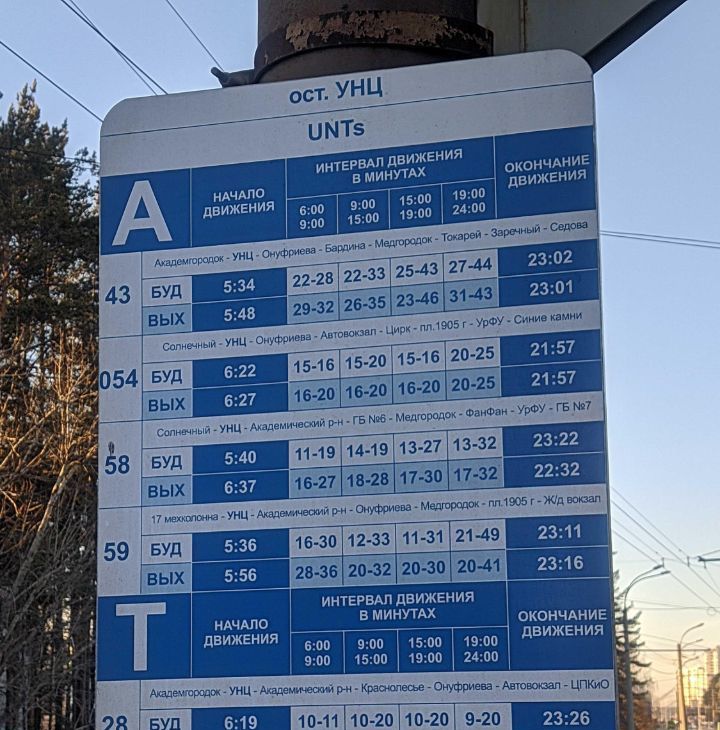 ост. УНЦ
UNTs
А
НАЧАЛО ДВИЖЕНИЯ
ИНТЕРВАЛ ДВИЖЕНИЯ В МИНУТАХ
6:00 9:00
9:00 15:00
15:00 19:00
19:00 24:00
ОКОНЧАНИЕ ДВИЖЕНИЯ
Академгородок - УНЦ - Онуфриева - Бардина - Медгородок - Токарей - Заречный - Седова
43
БУД 5:34 22-28 22-33 25-43 27-44 23:02
ВЫХ 5:48 29-32 26-35 23-46 31-43 23:01
Солнечный - УНЦ - Онуфриева - Автовокзал - Цирк - пл.1905 г - УрФУ - Синие камни
054
БУД 6:22 15-16 15-20 15-16 20-25 21:57
ВЫХ 6:27 16-20 16-20 16-20 20-25 21:57
Солнечный - УНЦ - Академический р-н - ГБ №6 - Медгородок - ФанФан - УрФУ - ГБ №7
58
БУД 5:40 11-19 14-19 13-27 13-32 23:22
ВЫХ 6:37 16-27 18-28 17-30 17-32 22:32
17 мехколонна - УНЦ - Академический р-н - Онуфриева - Медгородок - пл.1905 г - Ж/д вокзал
59
БУД 5:36 16-30 12-33 11-31 21-49 23:11
ВЫХ 5:56 28-36 20-32 20-30 20-41 23:16
Т
НАЧАЛО ДВИЖЕНИЯ
ИНТЕРВАЛ ДВИЖЕНИЯ В МИНУТАХ
6:00 9:00
9:00 15:00
15:00 19:00
19:00 24:00
ОКОНЧАНИЕ ДВИЖЕНИЯ
Академгородок - УНЦ - Академический р-н - Краснолесье - Онуфриева - Автовокзал - ЦПКиО
28 БУД 6:19 10-11 10-20 10-20 9-20 23:26